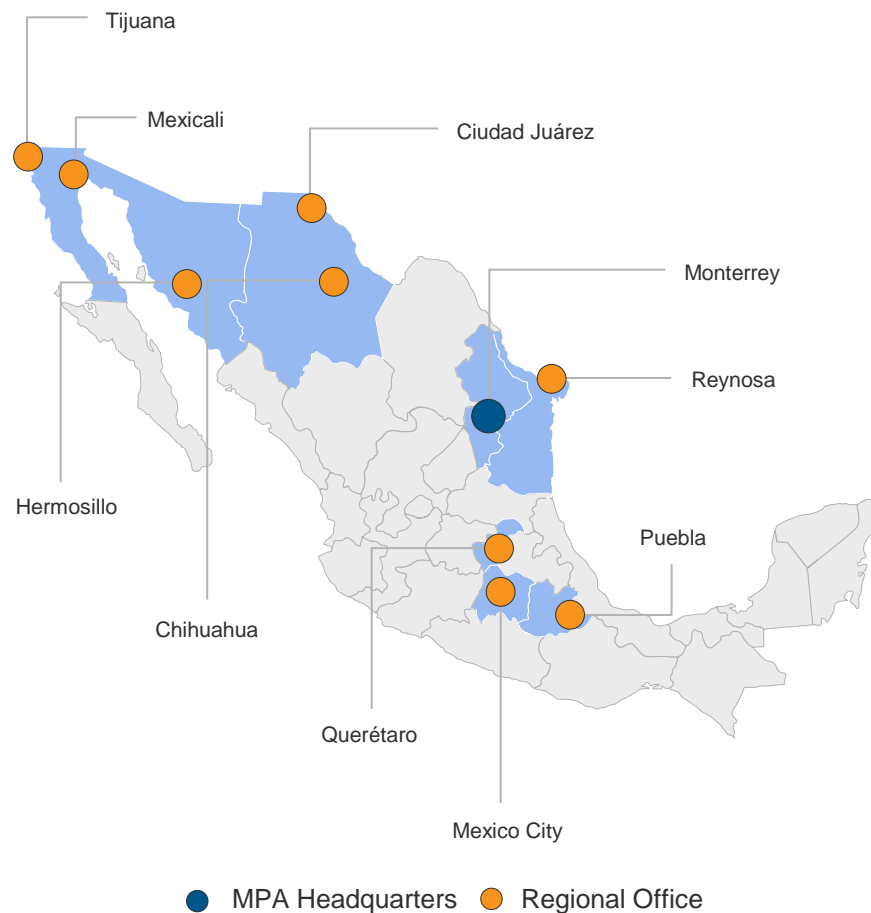 Tijuana
Mexicali
Ciudad Juárez
Monterrey
Reynosa
Hermosillo
Puebla
Chihuahua
Querétaro
Mexico City
MPA Headquarters
Regional Office